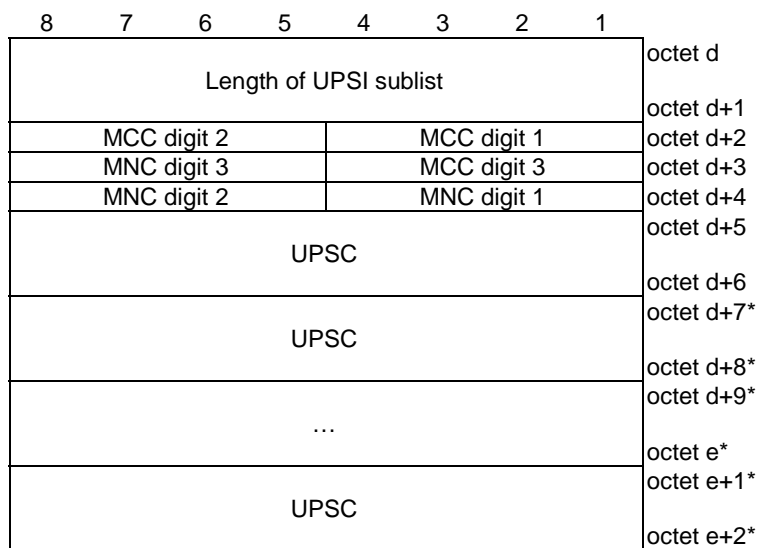 8 7 6 5 4 3 2 1
octet d
Length of UPSI sublist
octet d+1
MCC digit 2 MCC digit 1 octet d+2
MNC digit 3 MCC digit 3 octet d+3
MNC digit 2 MNC digit 1 octet d+4
octet d+5
UPSC
octet d+6
octet d+7*
UPSC
octet d+8*
octet d+9*
…
octet e*
octet e+1*
UPSC
octet e+2*